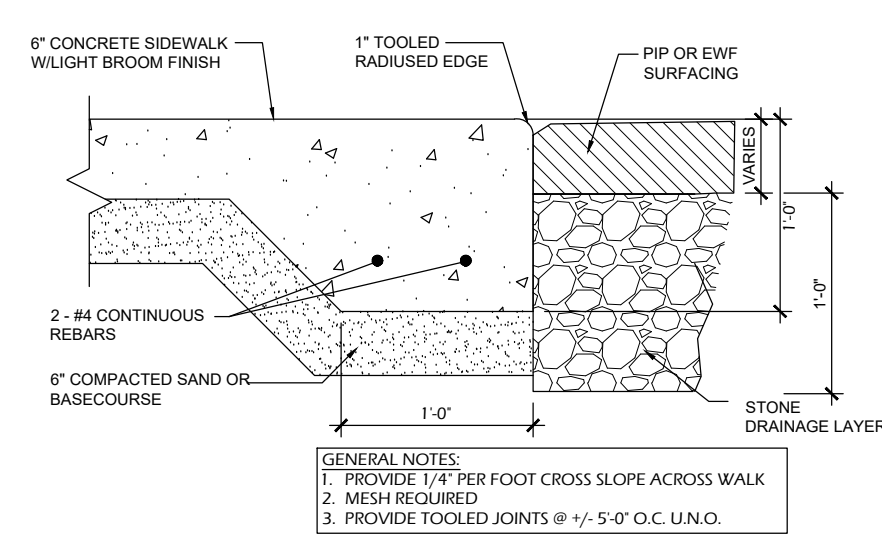 6" CONCRETE SIDEWALK
W/LIGHT BROOM FINISH
1" TOOLED
RADIUSED EDGE
PIP OR EWF
SURFACING
VARIES
1'-0"
1'-0"
2 - #4 CONTINUOUS
REBARS
6" COMPACTED SAND OR
BASECOURSE
1'-0"
STONE
DRAINAGE LAYER
GENERAL NOTES:
1. PROVIDE 1/4" PER FOOT CROSS SLOPE ACROSS WALK
2. MESH REQUIRED
3. PROVIDE TOOLED JOINTS @ +/- 5'-0" O.C. U.N.O.